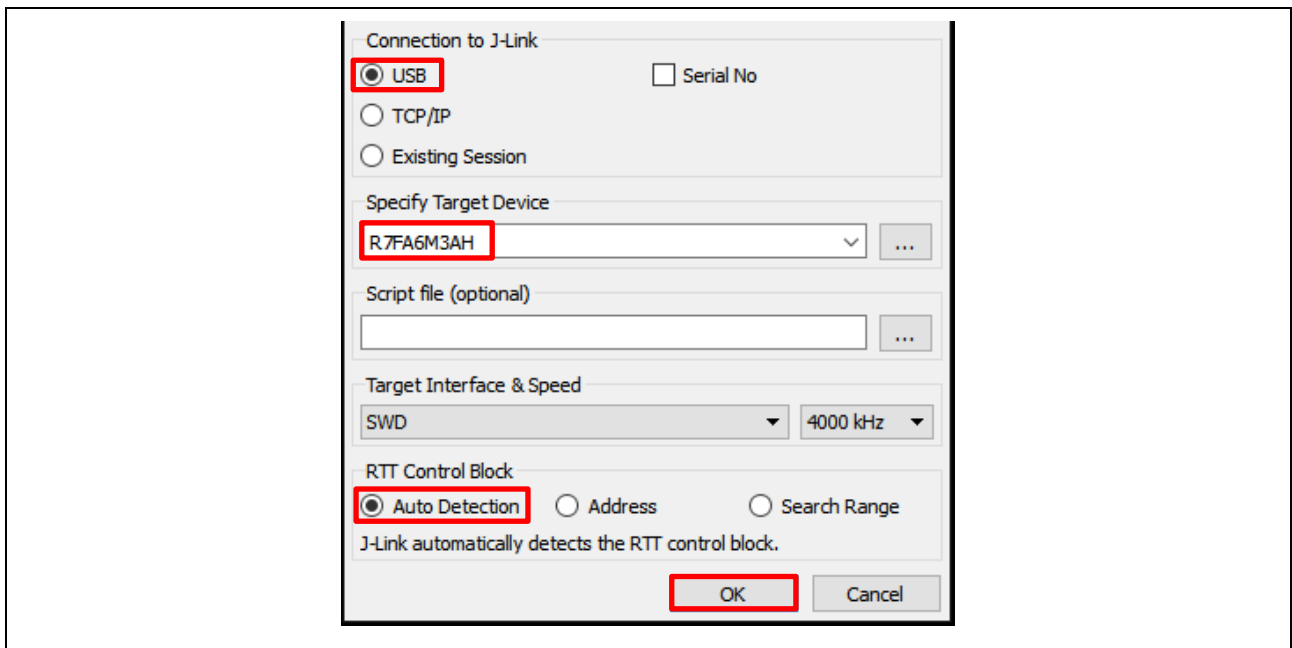 Connection to J-Link
USB Serial No
TCP/IP
Existing Session
Specify Target Device
R7FA6M3AH ...
Script file (optional)
...
Target Interface & Speed
SWD 4000 kHz
RTT Control Block
Auto Detection Address Search Range
J-Link automatically detects the RTT control block.
OK Cancel